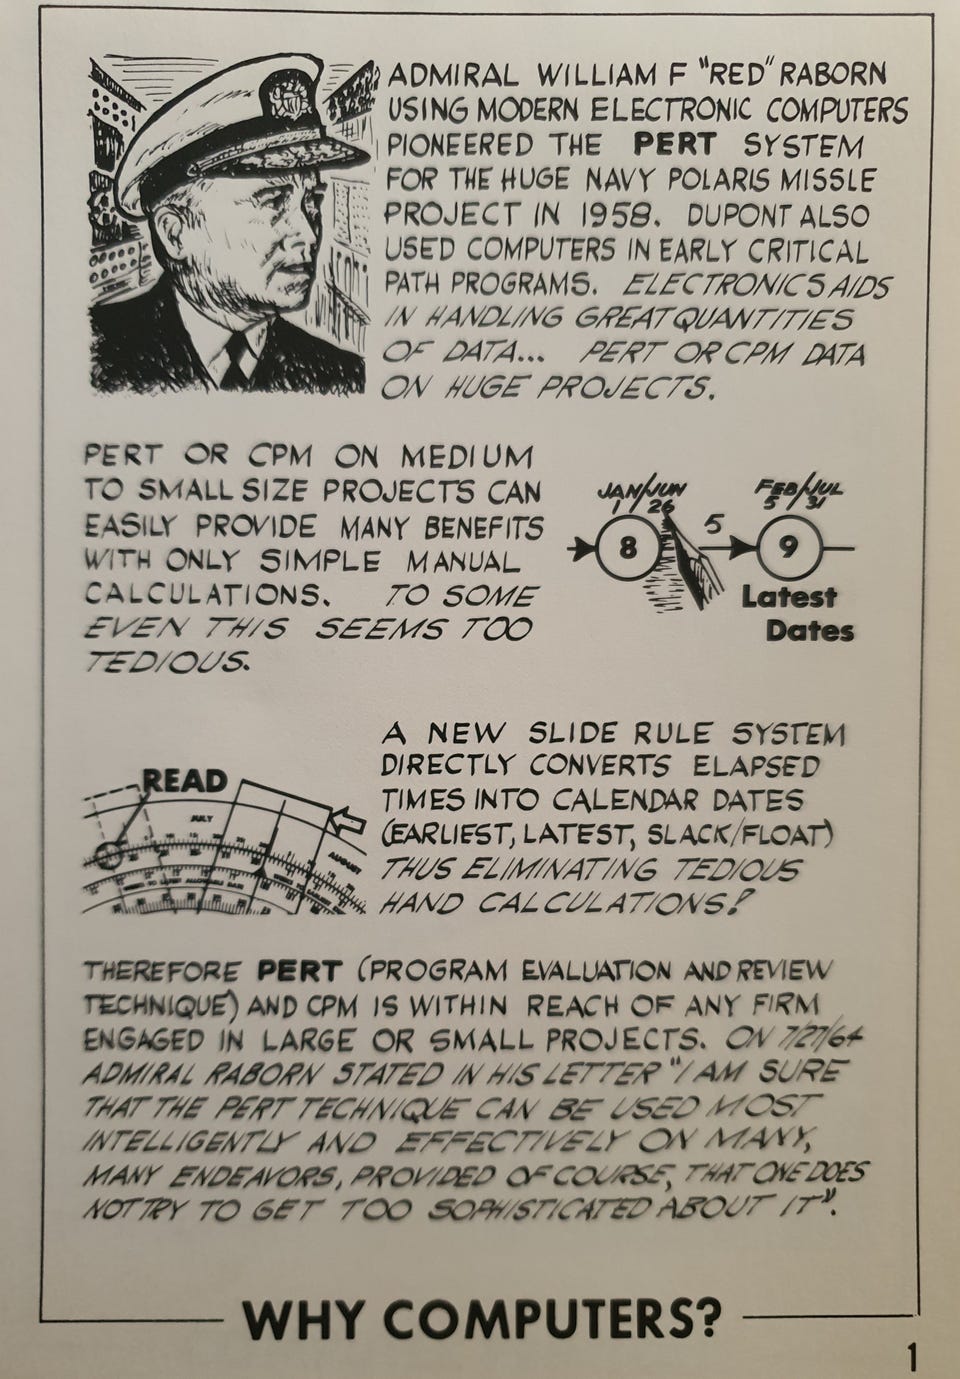 ADMIRAL WILLIAM F "RED" RABORN
USING MODERN ELECTRONIC COMPUTERS
PIONEERED THE PERT SYSTEM
FOR THE HUGE NAVY POLARIS MISSLE
PROJECT IN 1958. DUPONT ALSO
USED COMPUTERS IN EARLY CRITICAL
PATH PROGRAMS. ELECTRONICS AIDS
IN HANDLING GREAT QUANTITIES
OF DATA... PERT OR CPM DATA
ON HUGE PROJECTS.
PERT OR CPM ON MEDIUM
TO SMALL SIZE PROJECTS CAN
EASILY PROVIDE MANY BENEFITS
WITH ONLY SIMPLE MANUAL
CALCULATIONS. TO SOME
EVEN THIS SEEMS TOO
TEDIOUS.
JAN/JUN FEB/JUL
1/26 5/31
8 5 9
Latest
Dates
READ
JULY
AUGUST
A NEW SLIDE RULE SYSTEM
DIRECTLY CONVERTS ELAPSED
TIMES INTO CALENDAR DATES
(EARLIEST, LATEST, SLACK/FLOAT)
THUS ELIMINATING TEDIOUS
HAND CALCULATIONS!
THEREFORE PERT (PROGRAM EVALUATION AND REVIEW
TECHNIQUE) AND CPM IS WITHIN REACH OF ANY FIRM
ENGAGED IN LARGE OR SMALL PROJECTS. ON 7/27/64
ADMIRAL RABORN STATED IN HIS LETTER "I AM SURE
THAT THE PERT TECHNIQUE CAN BE USED MOST
INTELLIGENTLY AND EFFECTIVELY ON MANY,
MANY ENDEAVORS, PROVIDED OF COURSE, THAT ONE DOES
NOT TRY TO GET TOO SOPHISTICATED ABOUT IT".
WHY COMPUTERS?
1